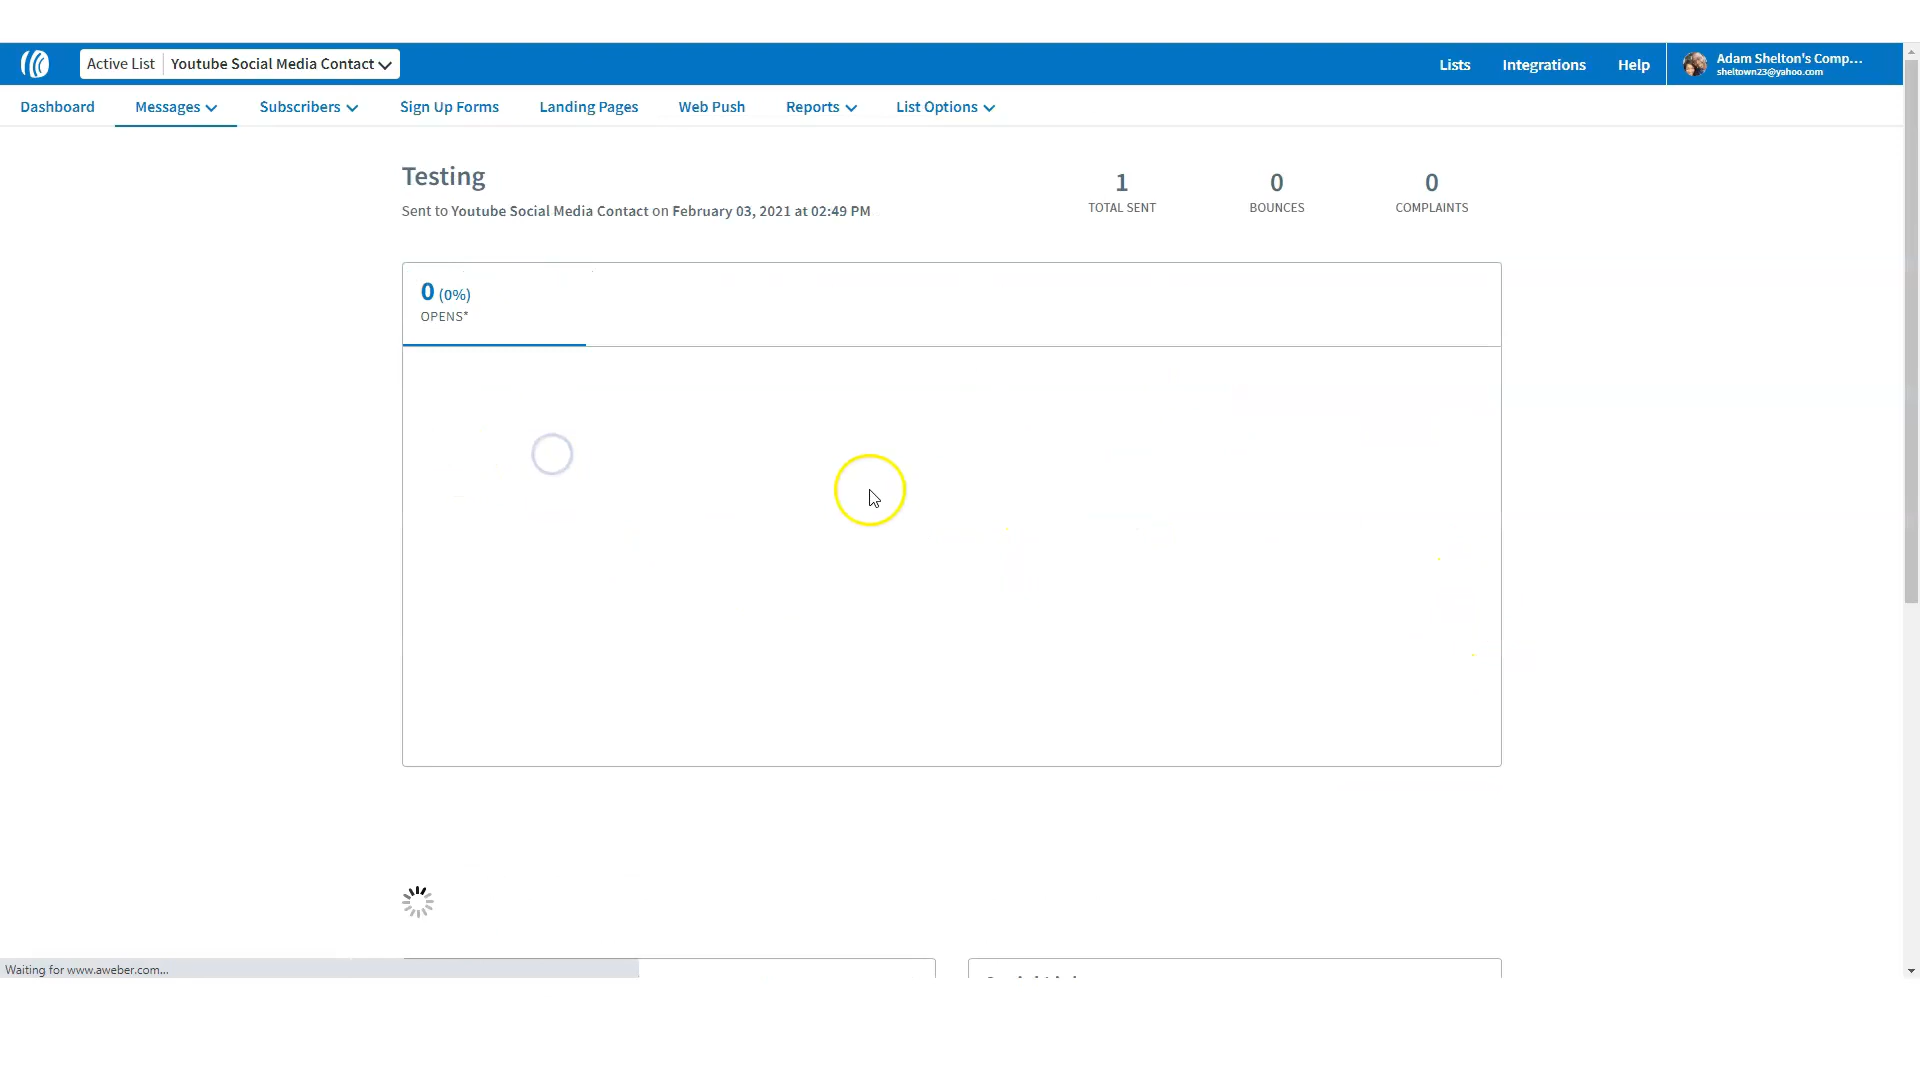 Active List Youtube Social Media Contact
Lists Integrations Help
Adam Shelton's Comp...
sheltown23@yahoo.com
Dashboard Messages Subscribers Sign Up Forms Landing Pages Web Push Reports List Options
Testing
Sent to Youtube Social Media Contact on February 03, 2021 at 02:49 PM
1 0 0
TOTAL SENT BOUNCES COMPLAINTS
0 (0%)
OPENS*
Waiting for www.aweber.com...